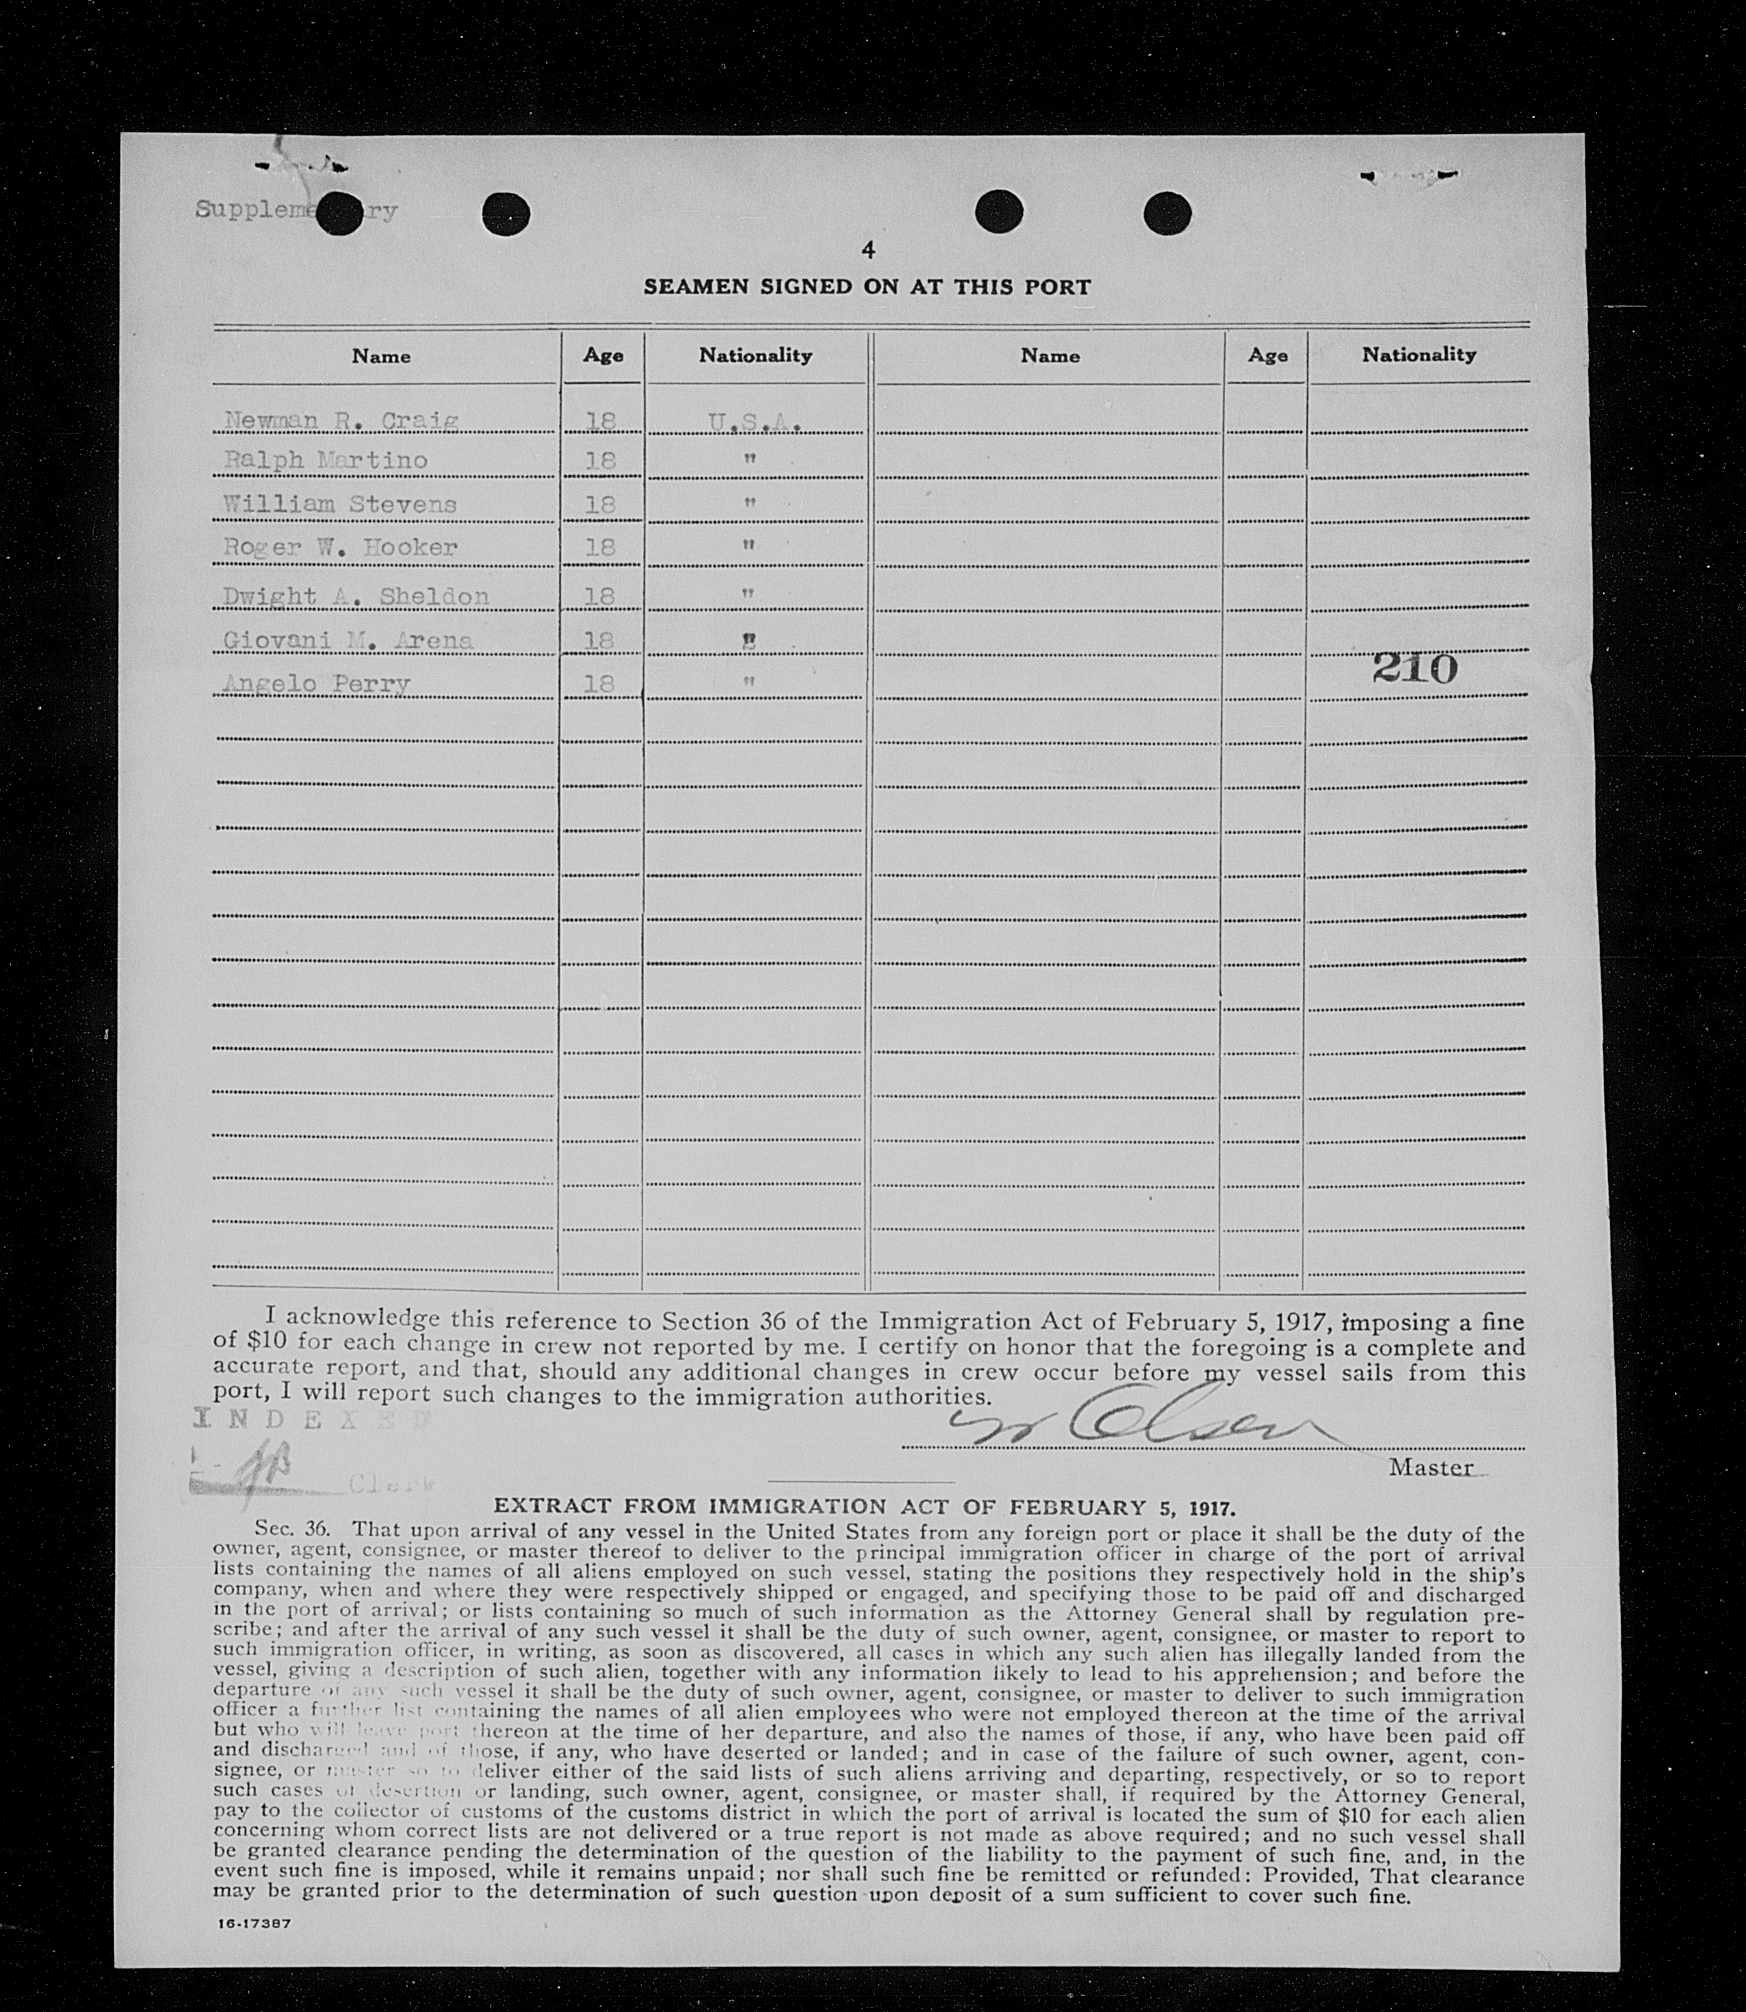 Supplementary
4
SEAMEN SIGNED ON AT THIS PORT
Name Age Nationality Name Age Nationality
Newman R. Craig 18 U.S.A.
Ralph Martino 18 "
William Stevens 18 "
Roger W. Hooker 18 "
Dwight A. Sheldon 18 "
Giovani M. Arena 18 "
210
Angelo Perry 18 "
I acknowledge this reference to Section 36 of the Immigration Act of February 5, 1917, imposing a fine
of $10 for each change in crew not reported by me. I certify on honor that the foregoing is a complete and
accurate report, and that, should any additional changes in crew occur before my vessel sails from this
port, I will report such changes to the immigration authorities.
INDEXED
Olsen
Master
Clerk
EXTRACT FROM IMMIGRATION ACT OF FEBRUARY 5, 1917.
Sec. 36. That upon arrival of any vessel in the United States from any foreign port or place it shall be the duty of the
owner, agent, consignee, or master thereof to deliver to the principal immigration officer in charge of the port of arrival
lists containing the names of all aliens employed on such vessel, stating the positions they respectively hold in the ship's
company, when and where they were respectively shipped or engaged, and specifying those to be paid off and discharged
in the port of arrival; or lists containing so much of such information as the Attorney General shall by regulation pre-
scribe; and after the arrival of any such vessel it shall be the duty of such owner, agent, consignee, or master to report to
such immigration officer, in writing, as soon as discovered, all cases in which any such alien has illegally landed from the
vessel, giving a description of such alien, together with any information likely to lead to his apprehension; and before the
departure of any such vessel it shall be the duty of such owner, agent, consignee, or master to deliver to such immigration
officer a further list containing the names of all alien employees who were not employed thereon at the time of the arrival
but who will leave port thereon at the time of her departure, and also the names of those, if any, who have been paid off
and discharged and of those, if any, who have deserted or landed; and in case of the failure of such owner, agent, con-
signee, or master so to deliver either of the said lists of such aliens arriving and departing, respectively, or so to report
such cases of desertion or landing, such owner, agent, consignee, or master shall, if required by the Attorney General,
pay to the collector of customs of the customs district in which the port of arrival is located the sum of $10 for each alien
concerning whom correct lists are not delivered or a true report is not made as above required; and no such vessel shall
be granted clearance pending the determination of the question of the liability to the payment of such fine, and, in the
event such fine is imposed, while it remains unpaid; nor shall such fine be remitted or refunded: Provided, That clearance
may be granted prior to the determination of such question upon deposit of a sum sufficient to cover such fine.
16-17387